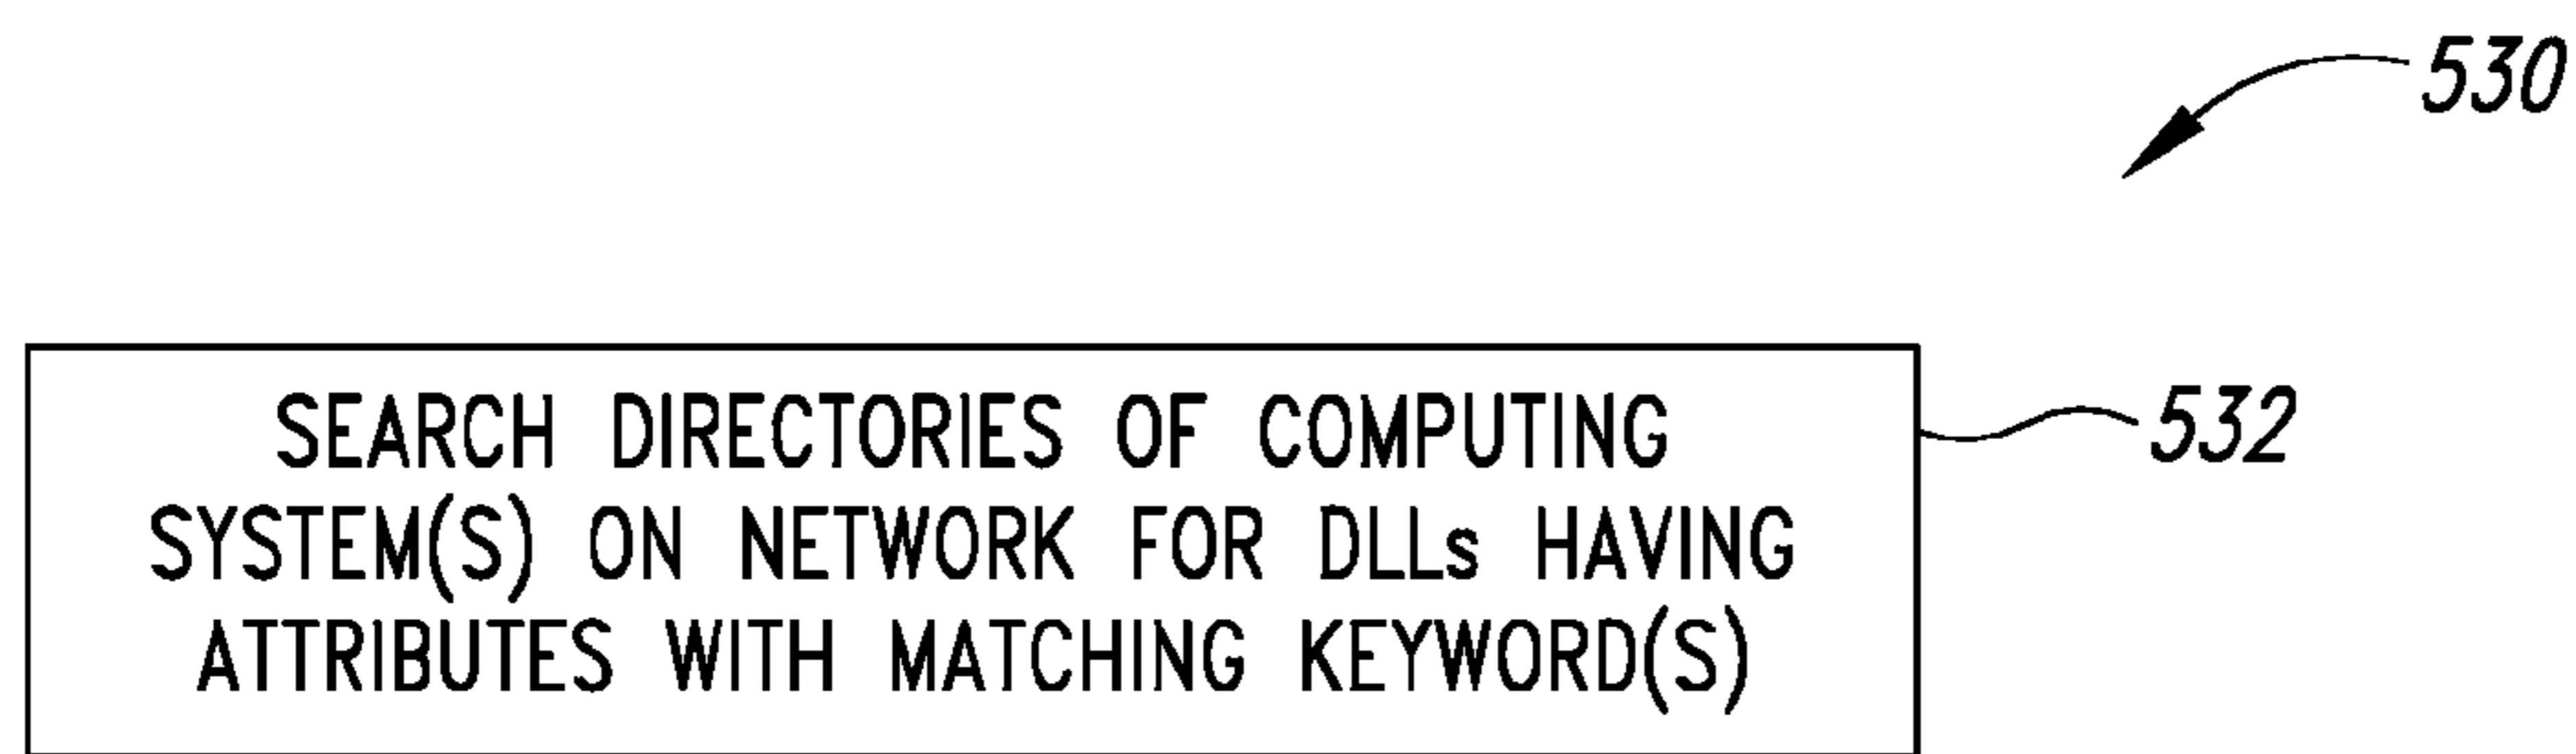 530
SEARCH DIRECTORIES OF COMPUTING
532
SYSTEM(S) ON NETWORK FOR DLLs HAVING
ATTRIBUTES WITH MATCHING KEYWORD(S)